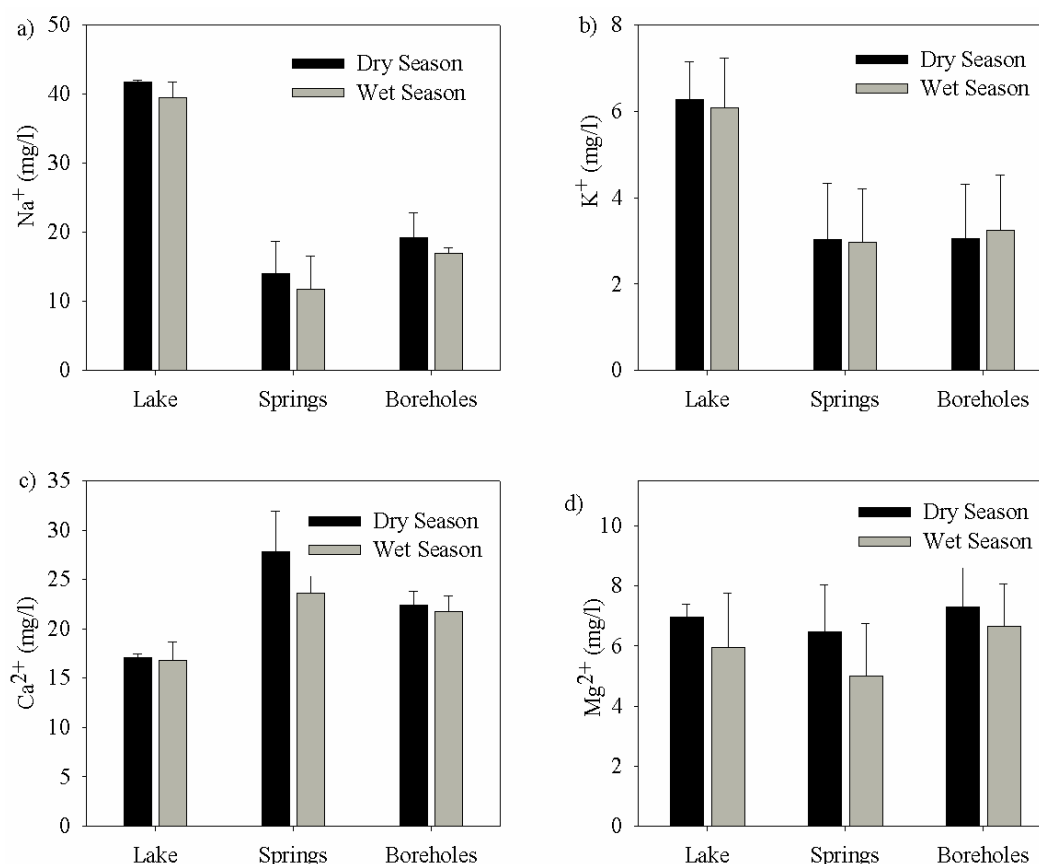 a)
50
40
30
20
10
0
Na⁺ (mg/l)
Dry Season
Wet Season
Lake Springs Boreholes
b)
8
6
4
2
0
K⁺ (mg/l)
Dry Season
Wet Season
Lake Springs Boreholes
c)
35
30
25
20
15
10
5
0
Ca²⁺ (mg/l)
Dry Season
Wet Season
Lake Springs Boreholes
d)
10
8
6
4
2
0
Mg²⁺ (mg/l)
Dry Season
Wet Season
Lake Springs Boreholes